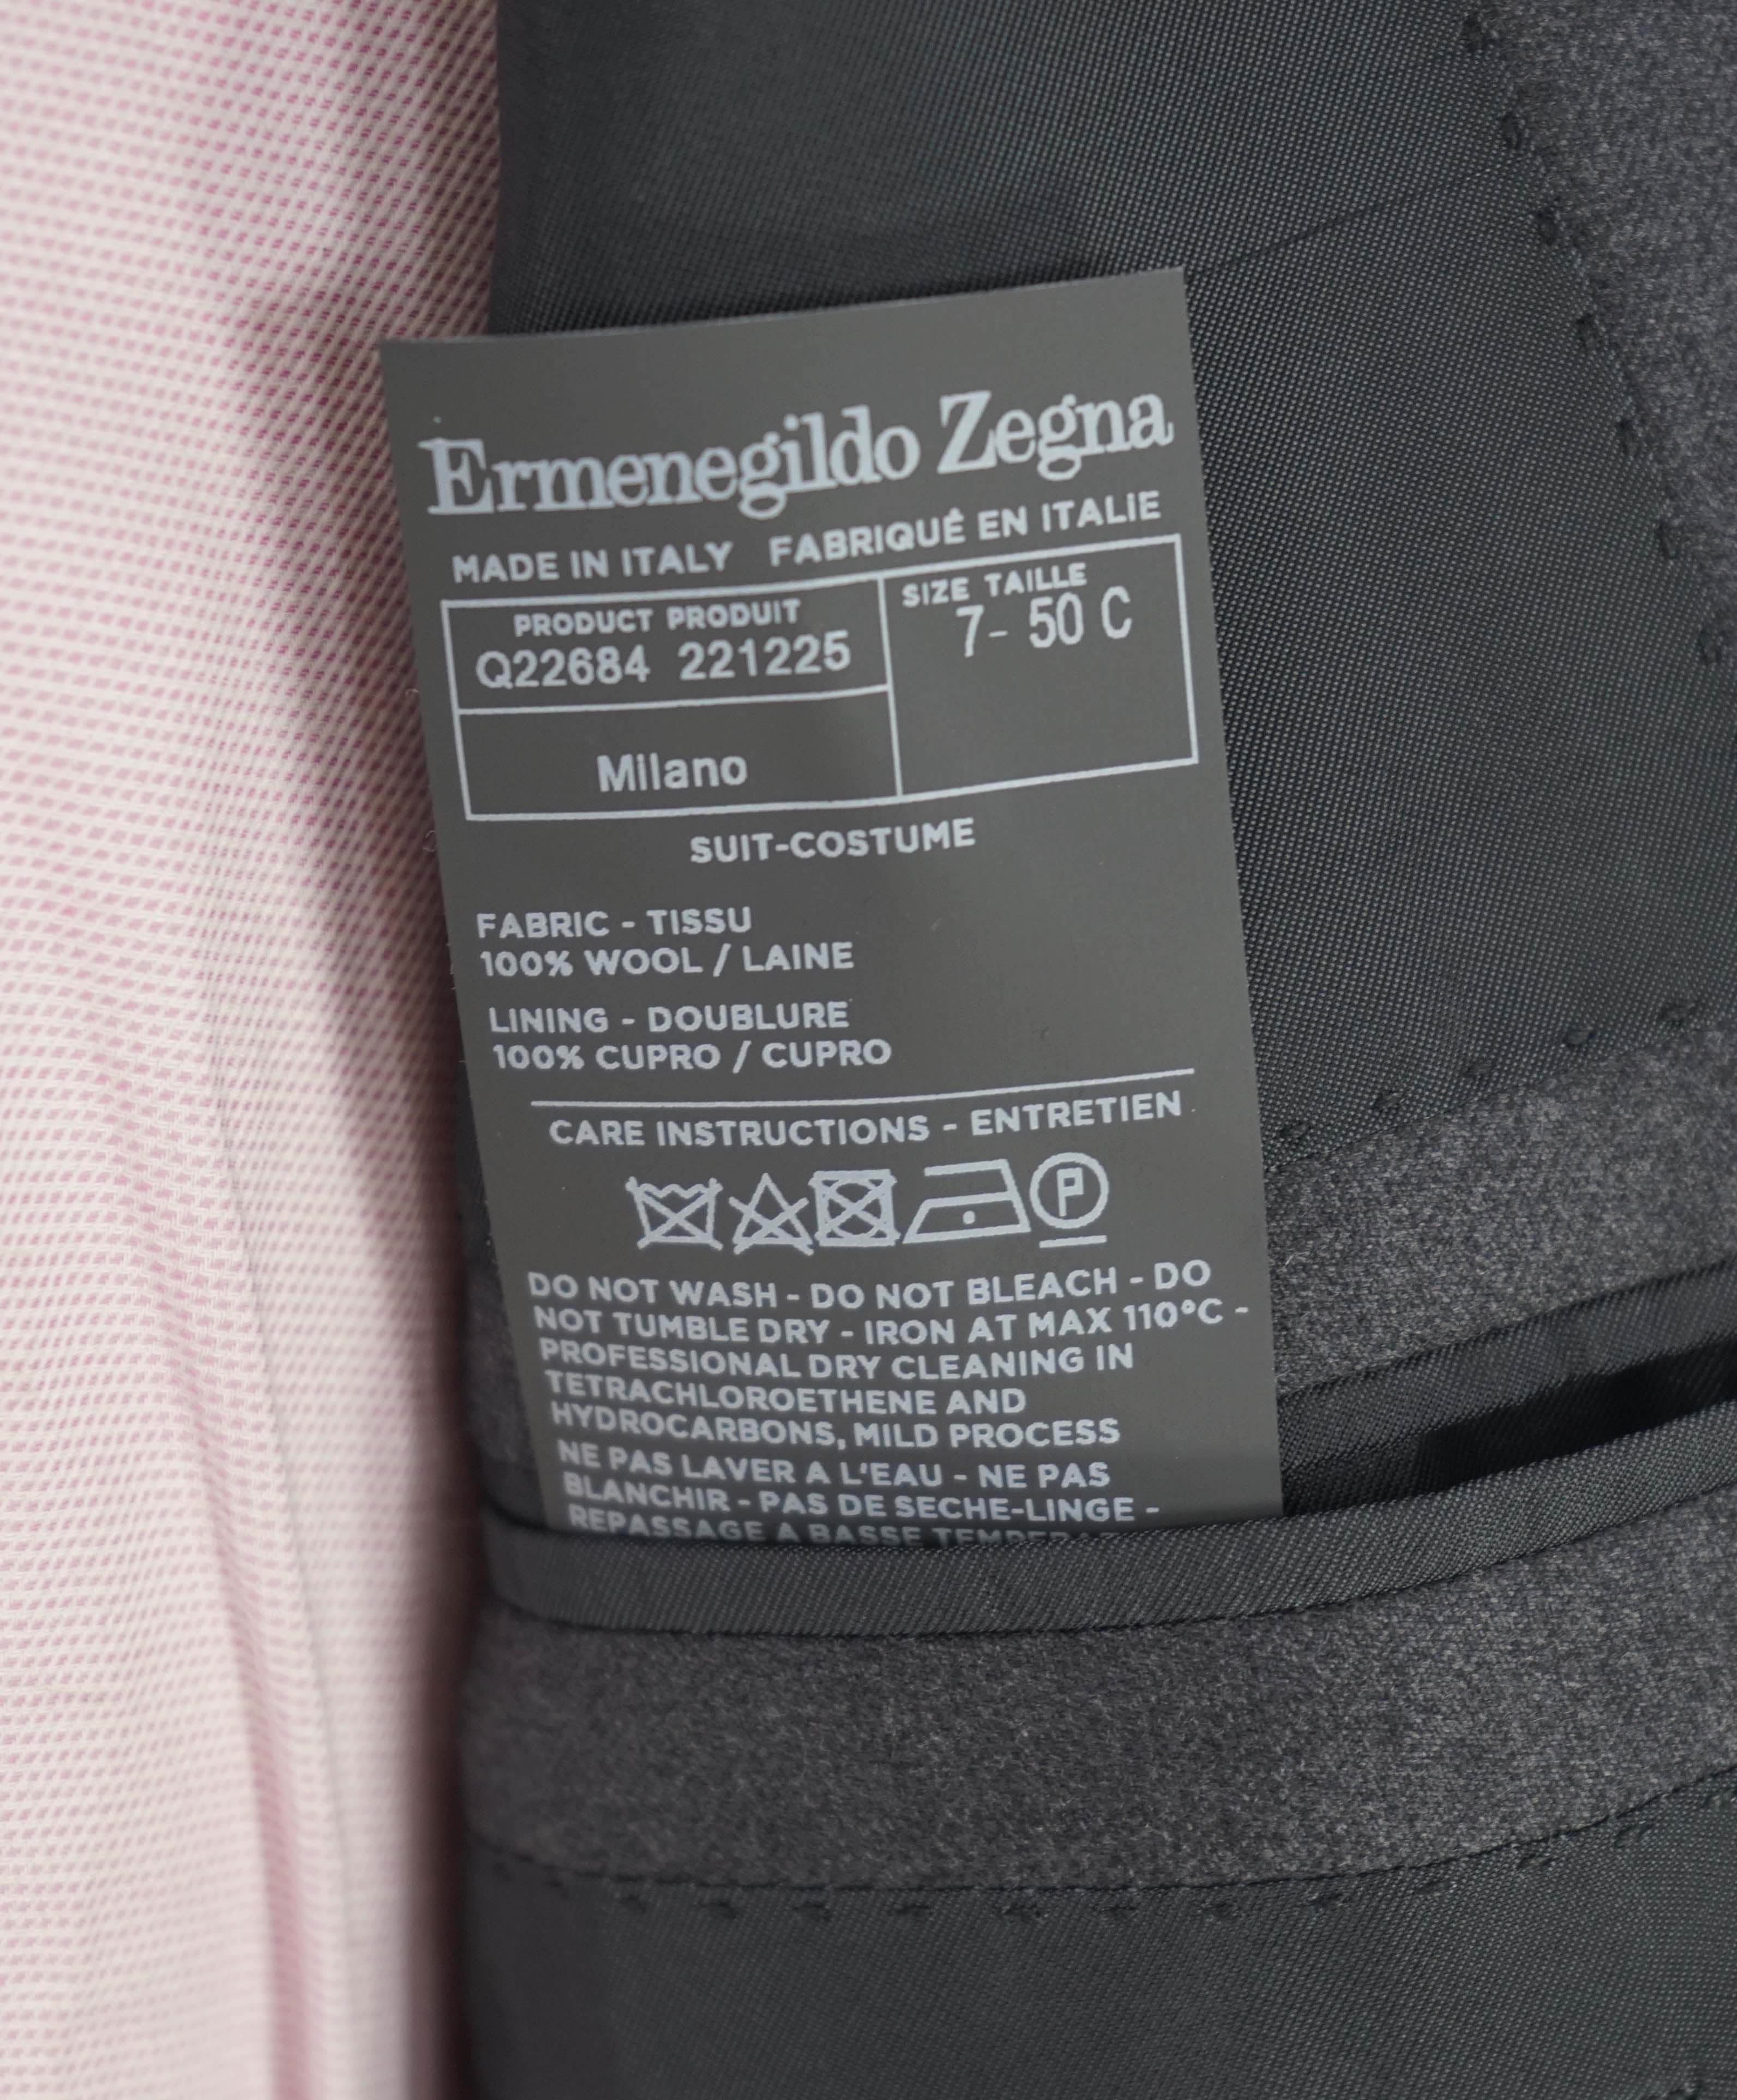 Ermenegildo Zegna
MADE IN ITALY FABRIQUÉ EN ITALIE
PRODUCT PRODUIT
Q22684 221225
SIZE TAILLE
7- 50 C
Milano
SUIT-COSTUME
FABRIC - TISSU
100% WOOL / LAINE
LINING - DOUBLURE
100% CUPRO / CUPRO
CARE INSTRUCTIONS - ENTRETIEN
P
DO NOT WASH - DO NOT BLEACH - DO
NOT TUMBLE DRY - IRON AT MAX 110°C -
PROFESSIONAL DRY CLEANING IN
TETRACHLOROETHENE AND
HYDROCARBONS, MILD PROCESS
NE PAS LAVER A L'EAU - NE PAS
BLANCHIR - PAS DE SECHE-LINGE -
REPASSAGE A BASSE